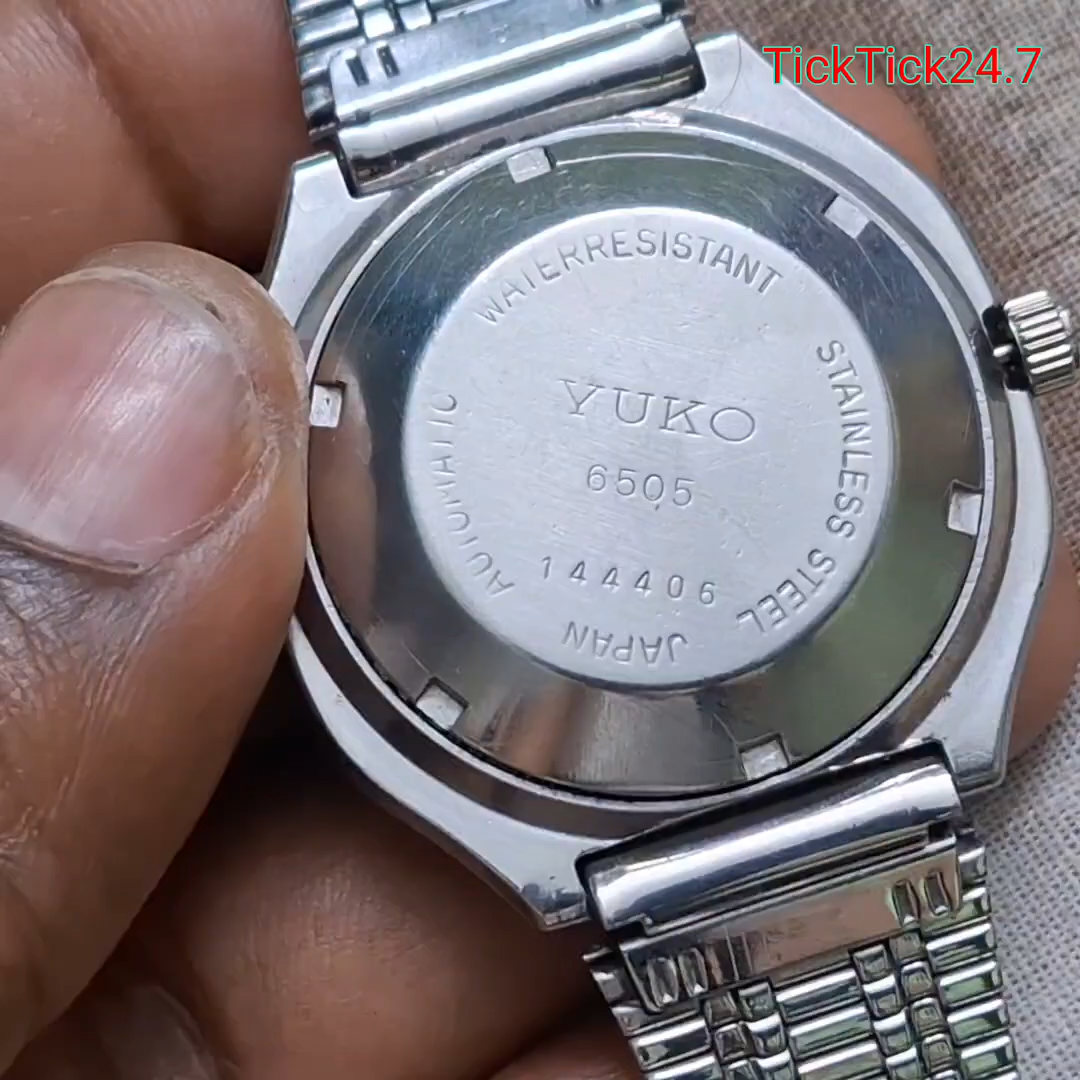 TickTick24.7
WATERRESISTANT
STAINLESS STEEL
YUKO
6505
144406
JAPAN
AUTOMATIC